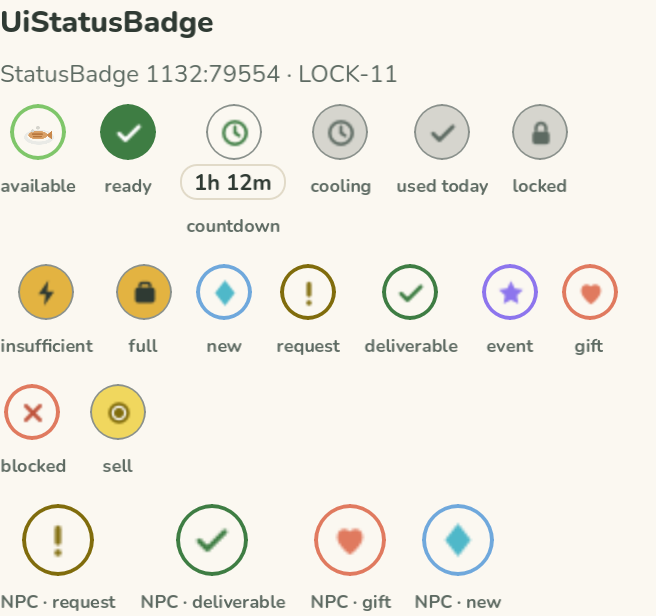 UiStatusBadge
StatusBadge 1132:79554 · LOCK-11
1h 12m
available ready cooling used today locked
countdown
insufficient full new request deliverable event gift
blocked sell
NPC · request NPC · deliverable NPC · gift NPC · new